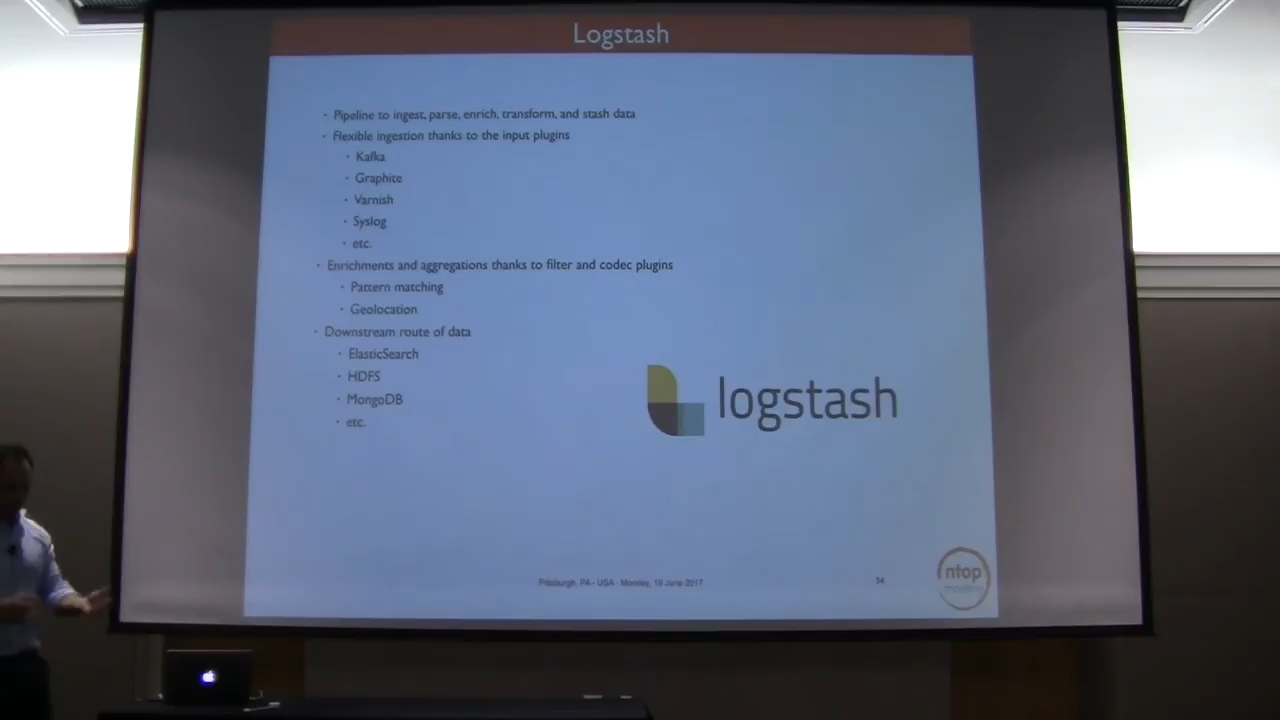 Logstash
· Pipeline to ingest, parse, enrich, transform, and stash data
· Flexible ingestion thanks to the input plugins
· Kafka
· Graphite
· Varnish
· Syslog
· etc.
· Enrichments and aggregations thanks to filter and codec plugins
· Pattern matching
· Geolocation
· Downstream route of data
· ElasticSearch
· HDFS
· MongoDB
· etc.
logstash
Pittsburgh, PA - USA - Monday, 19 June 2017
34
ntop